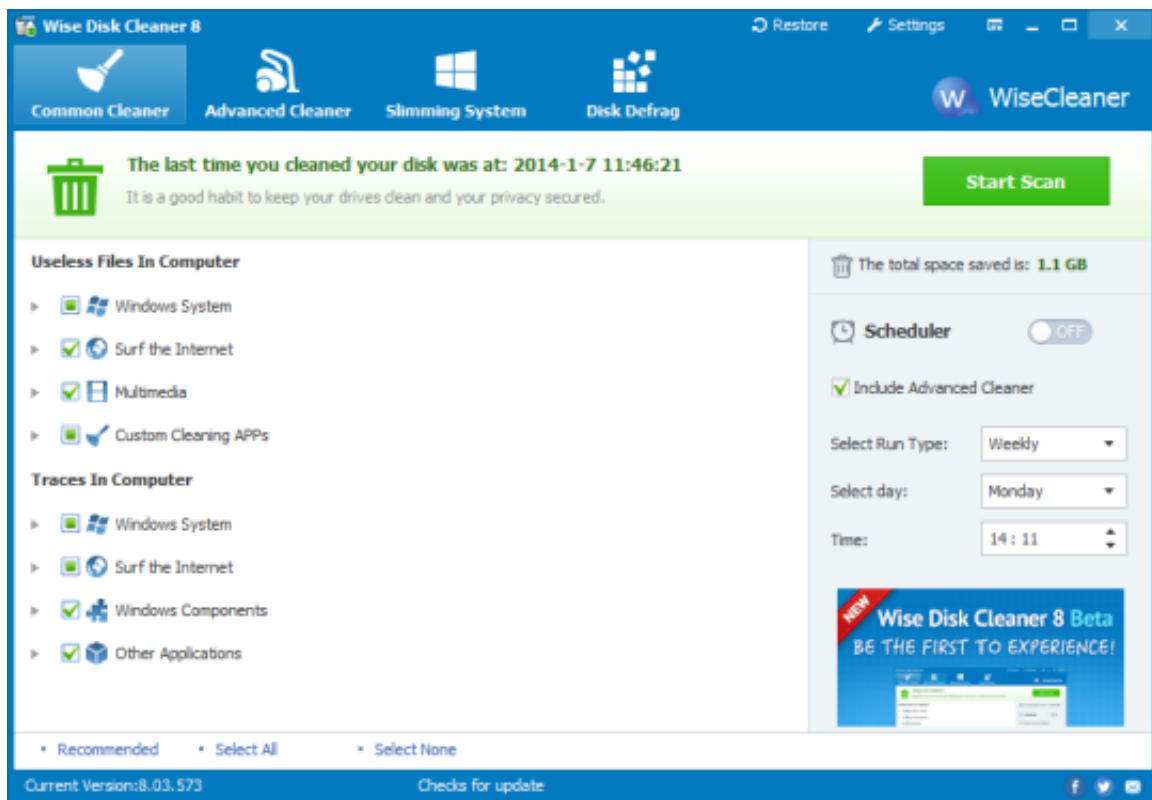 Wise Disk Cleaner 8
Restore
Settings
Common Cleaner
Advanced Cleaner
Slimming System
Disk Defrag
W
WiseCleaner
The last time you cleaned your disk was at: 2014-1-7 11:46:21
It is a good habit to keep your drives clean and your privacy secured.
Start Scan
Useless Files In Computer
Windows System
Surf the Internet
Multimedia
Custom Cleaning APPs
Traces In Computer
Windows System
Surf the Internet
Windows Components
Other Applications
The total space saved is: 1.1 GB
Scheduler
OFF
Include Advanced Cleaner
Select Run Type: Weekly
Select day: Monday
Time: 14: 11
NEW
Wise Disk Cleaner 8 Beta
BE THE FIRST TO EXPERIENCE!
Recommended
Select All
Select None
Current Version:8.03.573
Checks for update